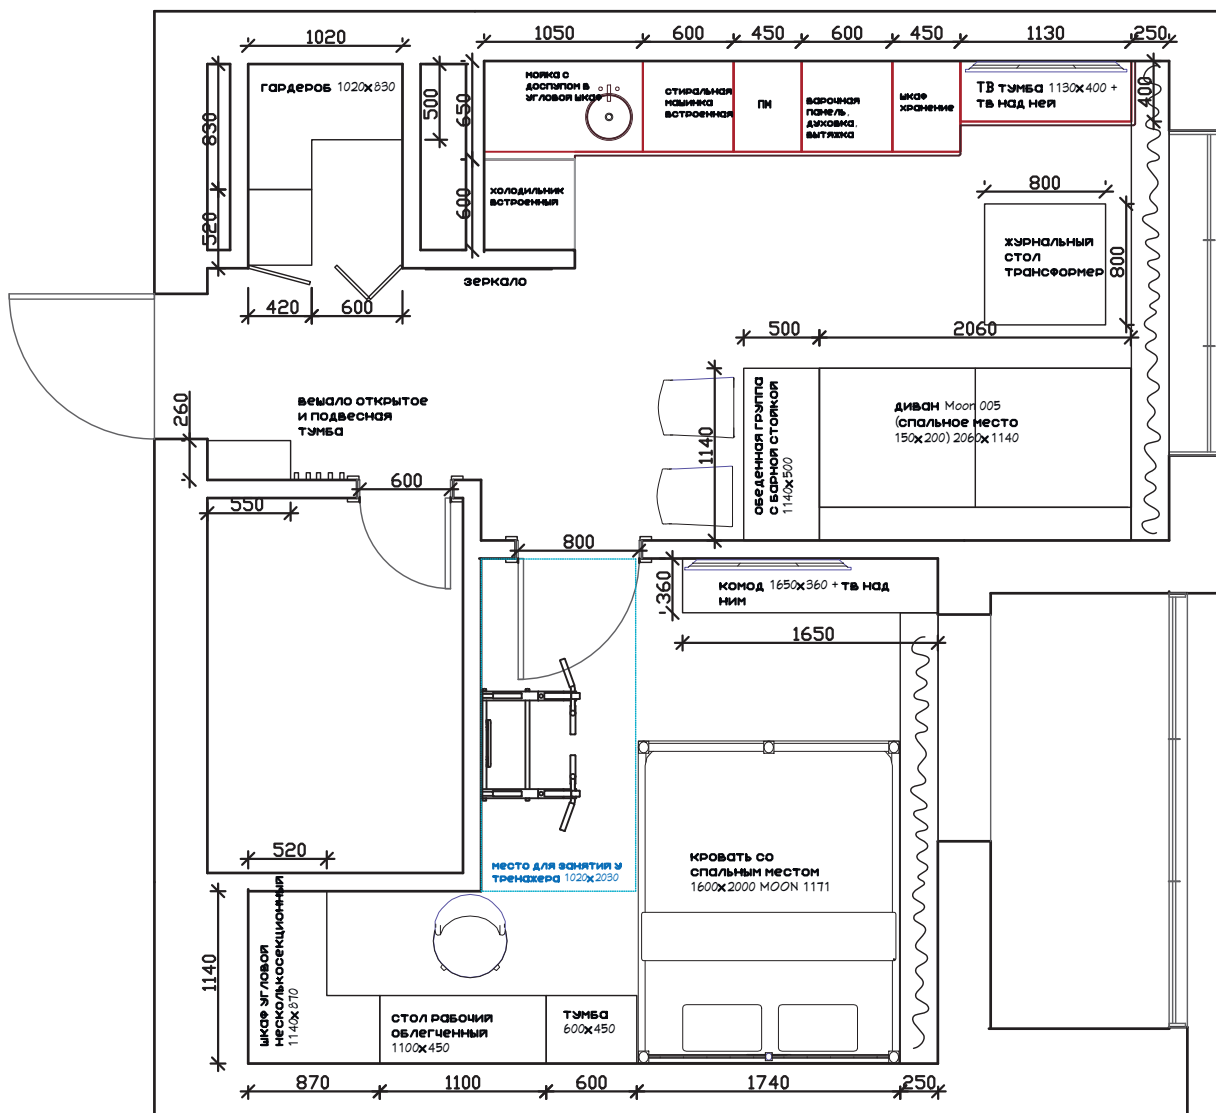 1020
1050
600
450
600
450
1130
250
гардероб 1020х830
830
520
500
650
600
мойка с
доступом в
угловой шкаф
стиральная
машинка
встроенная
пм
варочная
панель,
духовка,
вытяжка
шкаф
хранение
ТВ тумба 1130х400 +
тв над ней
400
холодильник
встроенный
800
журнальный
стол
трансформер
800
зеркало
420
600
500
2060
260
вешало открытое
и подвесная
тумба
1140
обеденная группа
с барной стойкой
1140х500
диван Moon 005
(спальное место
150х200) 2060х1140
550
600
800
360
комод 1650х360 + тв над
ним
1650
520
место для занятий у
тренажера 1020х2030
кровать со
спальным местом
1600х2000 MOON 1171
1140
шкаф угловой
несколькосекционный
1140х870
стол рабочий
облегченный
1100х450
тумба
600х450
870
1100
600
1740
250